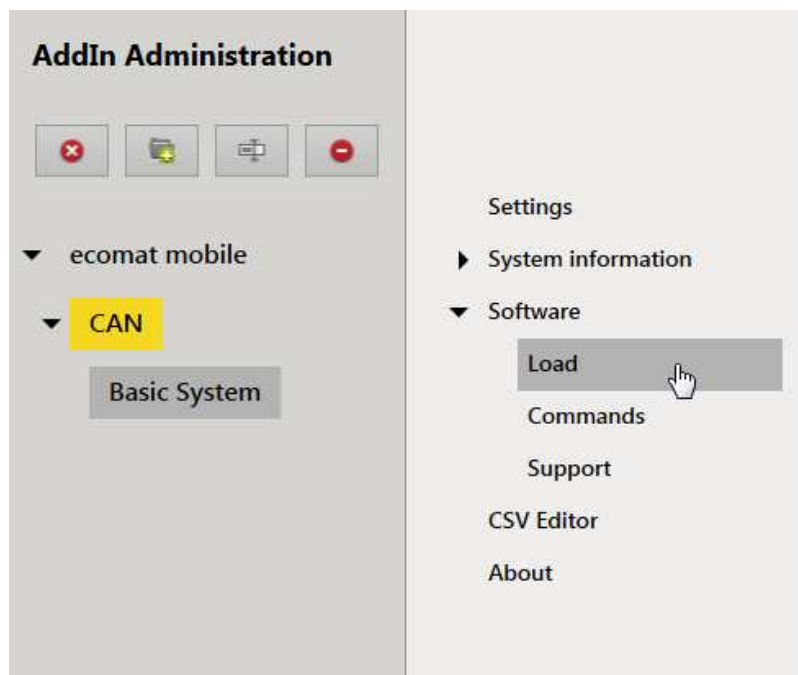 AddIn Administration
ecomat mobile
CAN
Basic System
Settings
System information
Software
Load
Commands
Support
CSV Editor
About